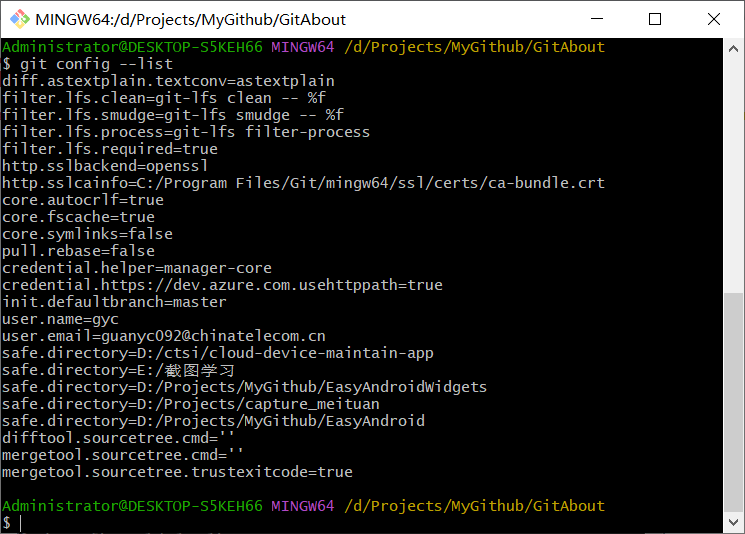 MINGW64:/d/Projects/MyGithub/GitAbout
Administrator@DESKTOP-S5KEH66 MINGW64 /d/Projects/MyGithub/GitAbout
$ git config --list
diff.astextplain.textconv=astextplain
filter.lfs.clean=git-lfs clean -- %f
filter.lfs.smudge=git-lfs smudge -- %f
filter.lfs.process=git-lfs filter-process
filter.lfs.required=true
http.sslbackend=openssl
http.sslcainfo=C:/Program Files/Git/mingw64/ssl/certs/ca-bundle.crt
core.autocrlf=true
core.fscache=true
core.symlinks=false
pull.rebase=false
credential.helper=manager-core
credential.https://dev.azure.com.usehttppath=true
init.defaultbranch=master
user.name=gyc
user.email=guanyc092@chinatelecom.cn
safe.directory=D:/ctsi/cloud-device-maintain-app
safe.directory=E:/截图学习
safe.directory=D:/Projects/MyGithub/EasyAndroidWidgets
safe.directory=D:/Projects/capture_meituan
safe.directory=D:/Projects/MyGithub/EasyAndroid
difftool.sourcetree.cmd=''
mergetool.sourcetree.cmd=''
mergetool.sourcetree.trustexitcode=true
Administrator@DESKTOP-S5KEH66 MINGW64 /d/Projects/MyGithub/GitAbout
$